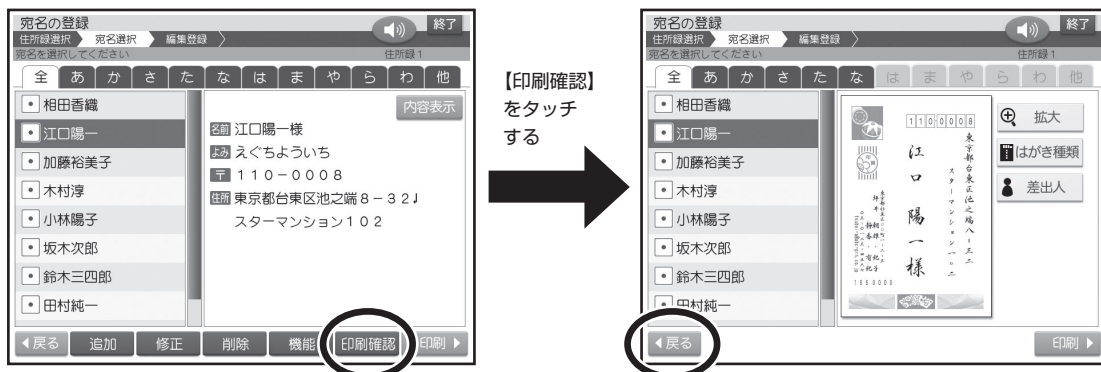 宛名の登録
終了
住所録選択 宛名選択 編集登録
宛名を選択してください
住所録1
全 あ か さ た な は ま や ら わ 他
相田香織
江口陽一
加藤裕美子
木村淳
小林陽子
坂木次郎
鈴木三四郎
田村純一
内容表示
名前 江口陽一様
よみ えぐちよういち
〒 110-0008
住所 東京都台東区池之端8-32
スターマンション102
戻る 追加 修正 削除 機能 印刷確認 印刷
【印刷確認】
をタッチ
する
宛名の登録
終了
住所録選択 宛名選択 編集登録
宛名を選択してください
住所録1
全 あ か さ た な は ま や ら わ 他
相田香織
江口陽一
加藤裕美子
木村淳
小林陽子
坂木次郎
鈴木三四郎
田村純一
1100008
東京都台東区池之端八-三二
スターマンション一〇二
江口陽一様
1680000
拡大
はがき種類
差出人
戻る
印刷